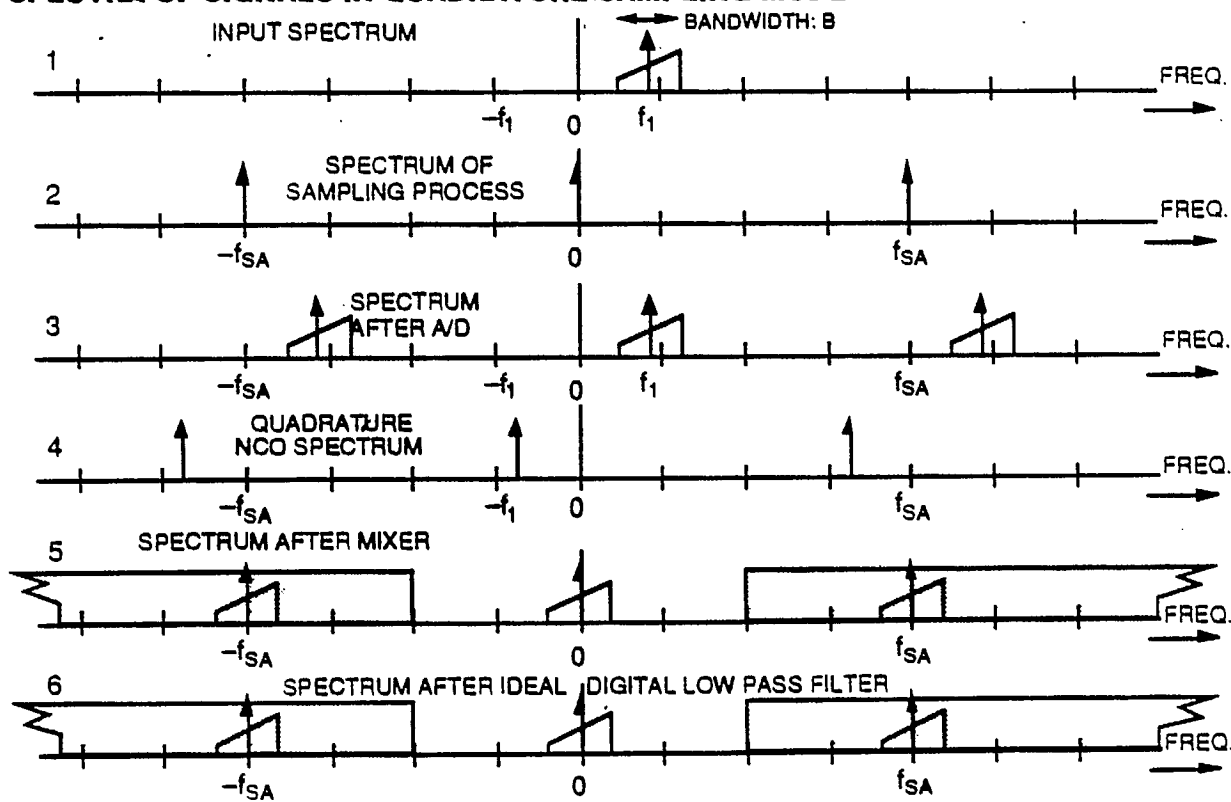 INPUT SPECTRUM
BANDWIDTH: B
1
FREQ.
–f1 0 f1
2
SPECTRUM OF
SAMPLING PROCESS
FREQ.
–fSA 0 fSA
3
SPECTRUM
AFTER A/D
FREQ.
–fSA –f1 0 f1 fSA
4
QUADRATURE
NCO SPECTRUM
FREQ.
–fSA –f1 0 fSA
5
SPECTRUM AFTER MIXER
FREQ.
–fSA 0 fSA
6
SPECTRUM AFTER IDEAL DIGITAL LOW PASS FILTER
FREQ.
–fSA 0 fSA